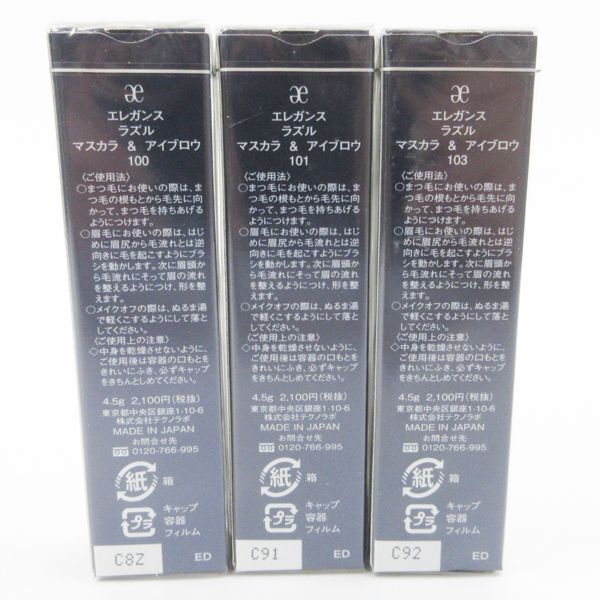 æ
エレガンス
ラズル
マスカラ & アイブロウ
100
〈ご使用法〉
○まつ毛にお使いの際は、ま
つ毛の根もとから毛先に向
かって、まつ毛を持ちあげる
ようにつけます。
○眉毛にお使いの際は、はじ
めに眉尻から毛流れとは逆
向きに毛を起こすようにブラ
シを動かします。次に眉頭か
ら毛流れにそって眉の流れ
を整えるようにつけ、形を整
えます。
○メイクオフの際は、ぬるま湯
で軽くこするようにして落と
してください。
〈ご使用上の注意〉
◇中身を乾燥させないように、
ご使用後は容器の口もとを
きれいにふき、必ずキャップ
をきちんとしめてください。
4.5g 2,100円(税抜)
東京都中央区銀座1-10-6
株式会社テクノラボ
MADE IN JAPAN
お問合せ先
0120-766-995
紙 箱
プラ
キャップ
容器
フィルム
C8Z
ED
æ
エレガンス
ラズル
マスカラ & アイブロウ
101
〈ご使用法〉
○まつ毛にお使いの際は、ま
つ毛の根もとから毛先に向
かって、まつ毛を持ちあげる
ようにつけます。
○眉毛にお使いの際は、はじ
めに眉尻から毛流れとは逆
向きに毛を起こすようにブラ
シを動かします。次に眉頭か
ら毛流れにそって眉の流れ
を整えるようにつけ、形を整
えます。
○メイクオフの際は、ぬるま湯
で軽くこするようにして落と
してください。
〈ご使用上の注意〉
◇中身を乾燥させないように、
ご使用後は容器の口もとを
きれいにふき、必ずキャップ
をきちんとしめてください。
4.5g 2,100円(税抜)
東京都中央区銀座1-10-6
株式会社テクノラボ
MADE IN JAPAN
お問合せ先
0120-766-995
紙 箱
プラ
キャップ
容器
フィルム
C91
ED
æ
エレガンス
ラズル
マスカラ & アイブロウ
103
〈ご使用法〉
○まつ毛にお使いの際は、ま
つ毛の根もとから毛先に向
かって、まつ毛を持ちあげる
ようにつけます。
○眉毛にお使いの際は、はじ
めに眉尻から毛流れとは逆
向きに毛を起こすようにブラ
シを動かします。次に眉頭か
ら毛流れにそって眉の流れ
を整えるようにつけ、形を整
えます。
○メイクオフの際は、ぬるま湯
で軽くこするようにして落と
してください。
〈ご使用上の注意〉
◇中身を乾燥させないように、
ご使用後は容器の口もとを
きれいにふき、必ずキャップ
をきちんとしめてください。
4.5g 2,100円(税抜)
東京都中央区銀座1-10-6
株式会社テクノラボ
MADE IN JAPAN
お問合せ先
0120-766-995
紙 箱
プラ
キャップ
容器
フィルム
C92
ED